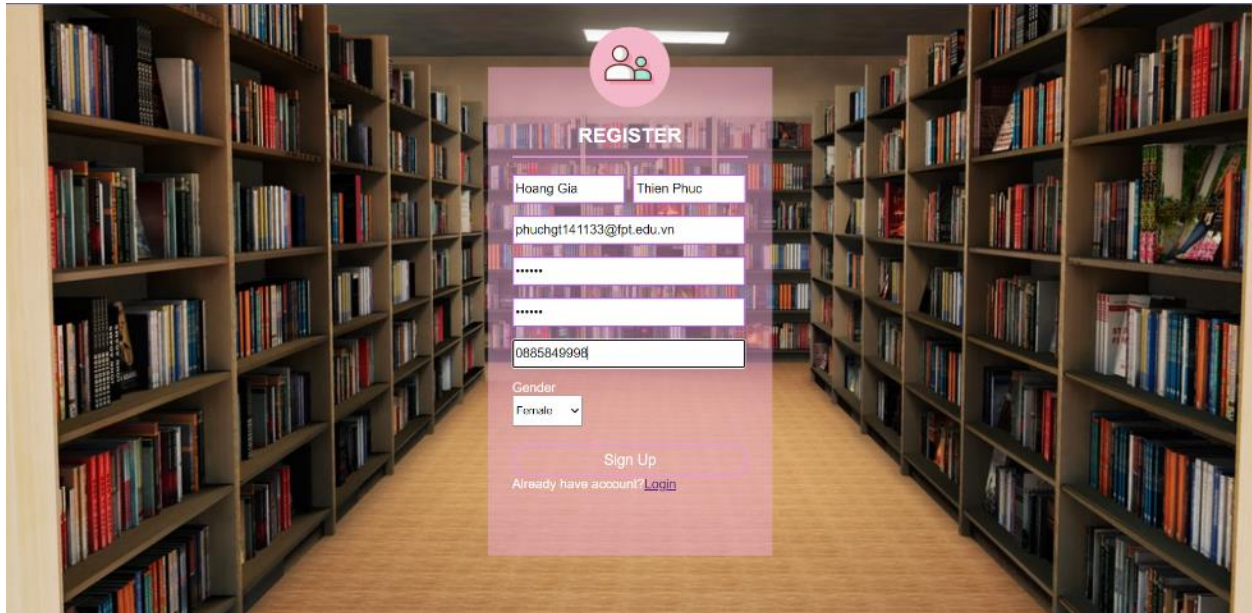 REGISTER
Hoang Gia Thien Phuc
phuchgt141133@fpt.edu.vn
••••••
••••••
0885849998
Gender
Female
Sign Up
Already have account?Login